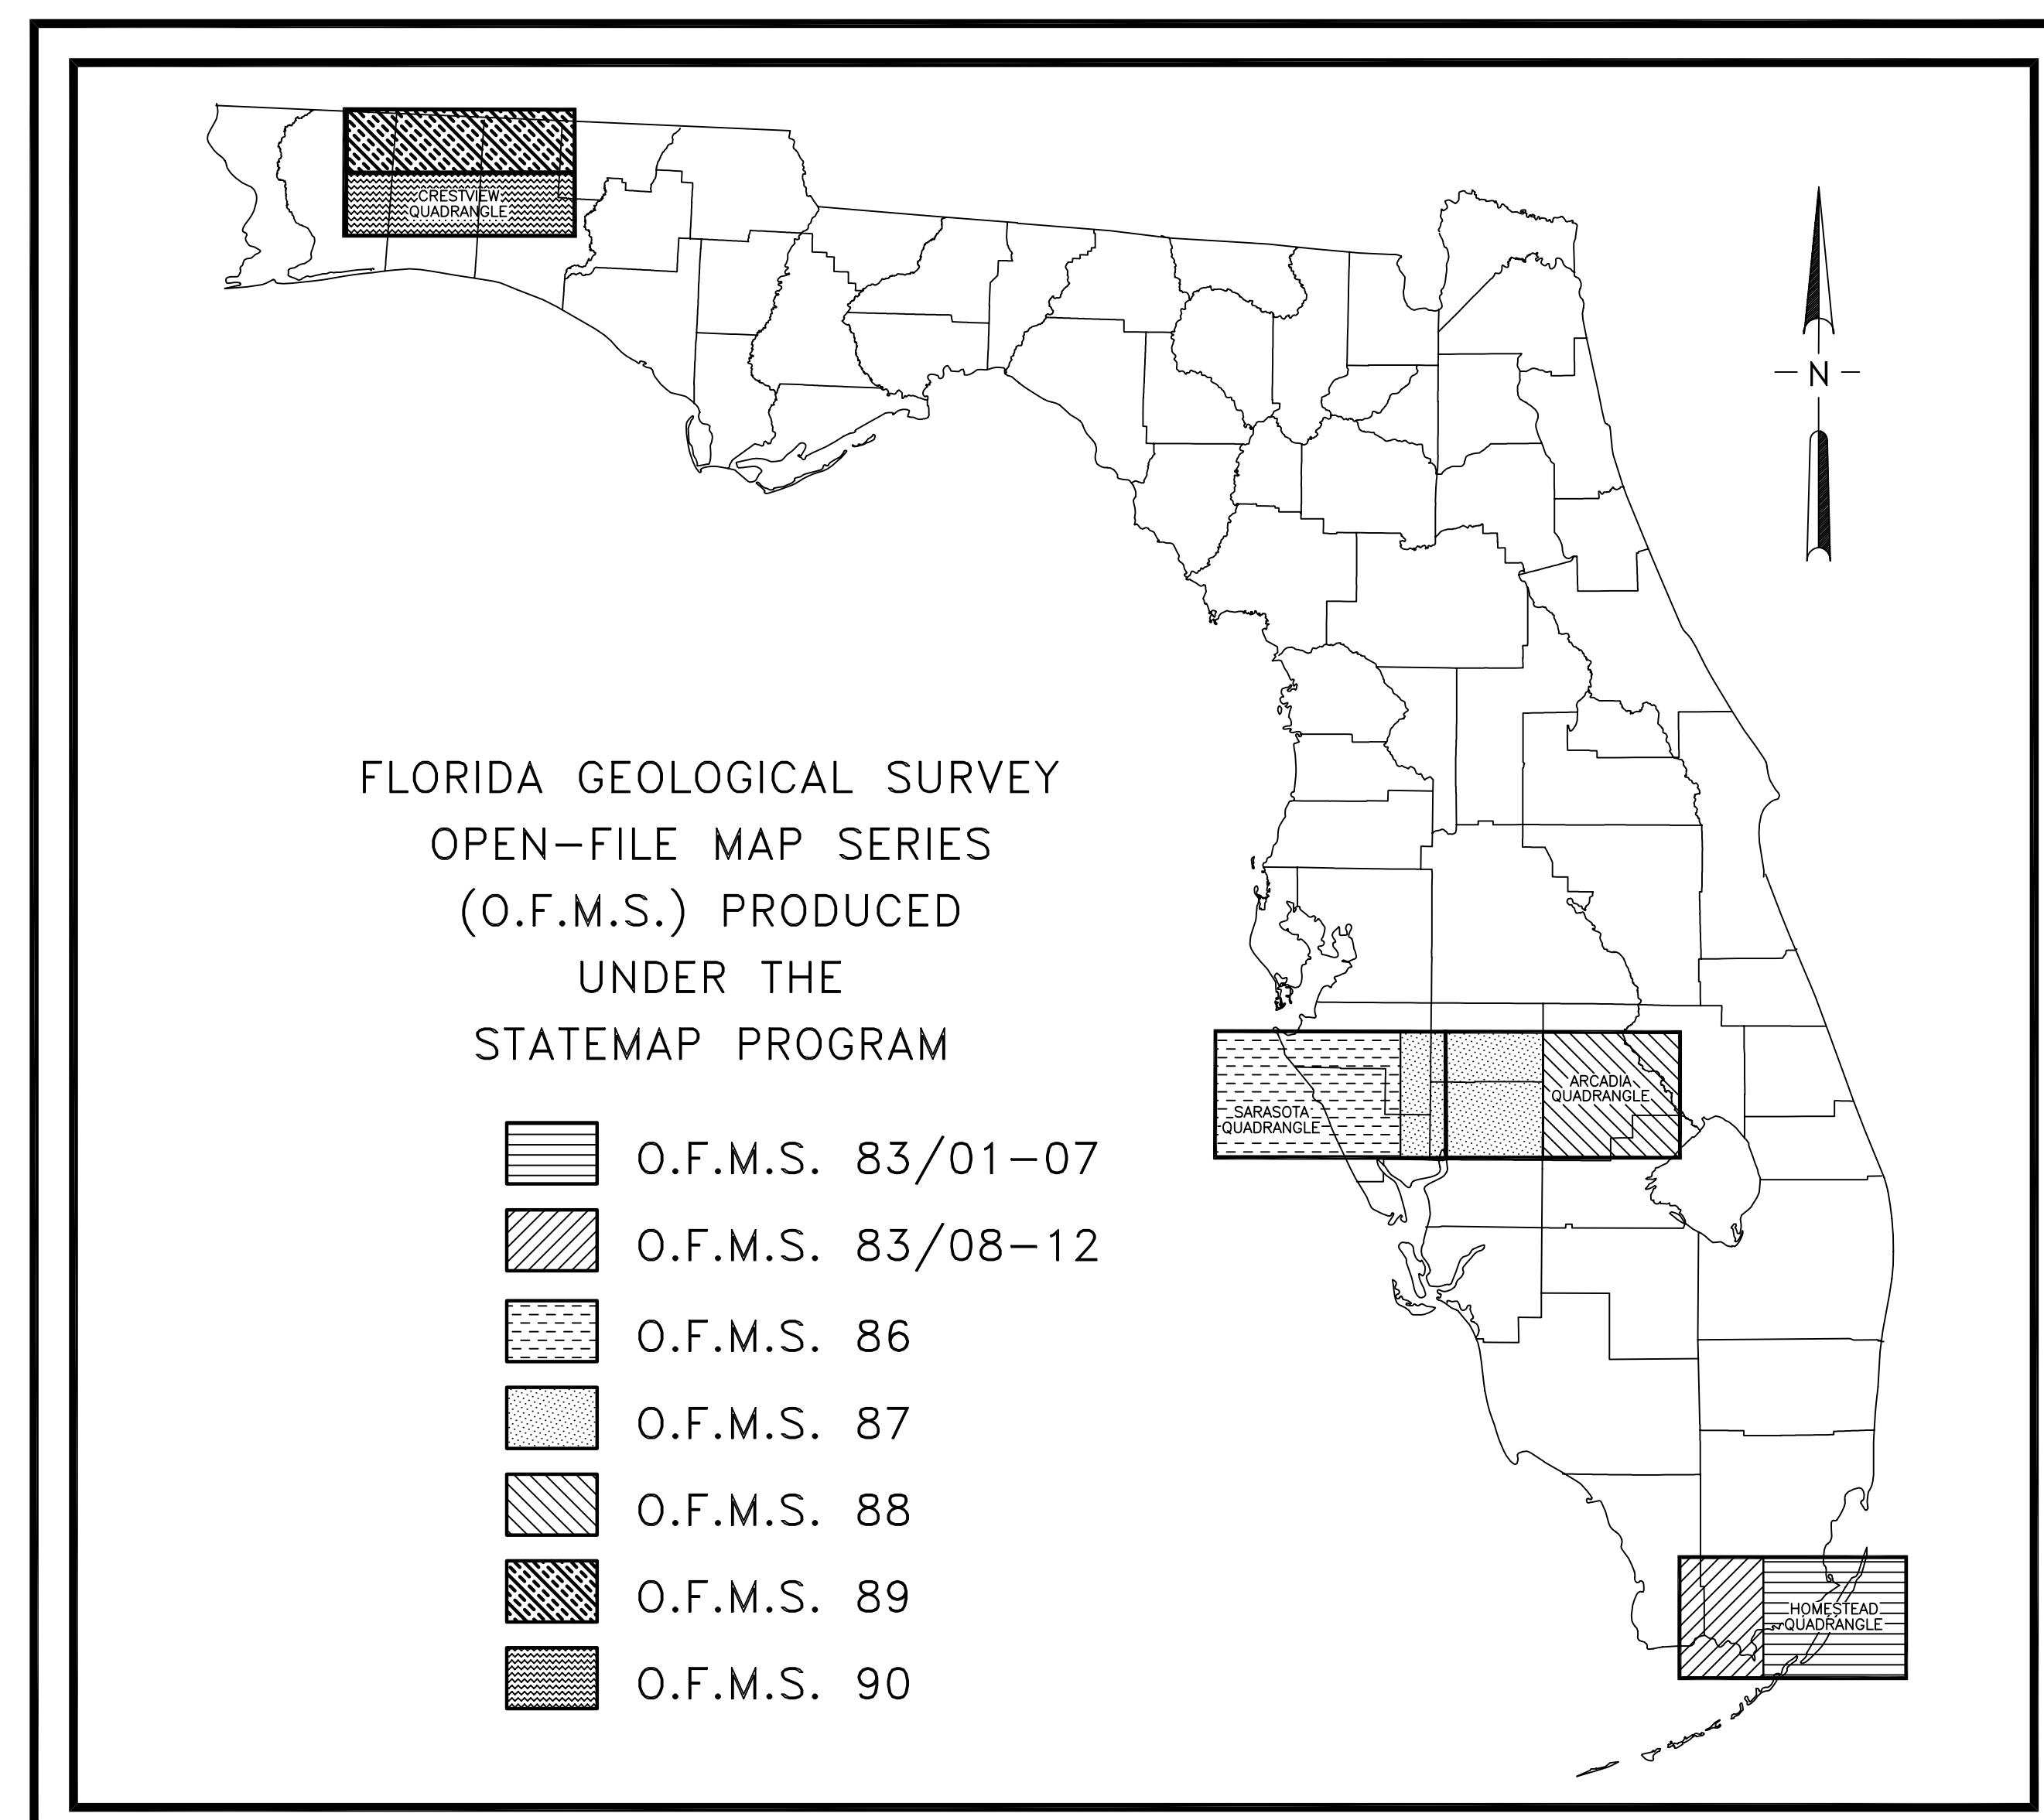 CRESTVIEW
QUADRANGLE
N
FLORIDA GEOLOGICAL SURVEY
OPEN-FILE MAP SERIES
(O.F.M.S.) PRODUCED
UNDER THE
STATEMAP PROGRAM
SARASOTA
QUADRANGLE
ARCADIA
QUADRANGLE
O.F.M.S. 83/01-07
O.F.M.S. 83/08-12
O.F.M.S. 86
O.F.M.S. 87
O.F.M.S. 88
O.F.M.S. 89
O.F.M.S. 90
HOMESTEAD
QUADRANGLE